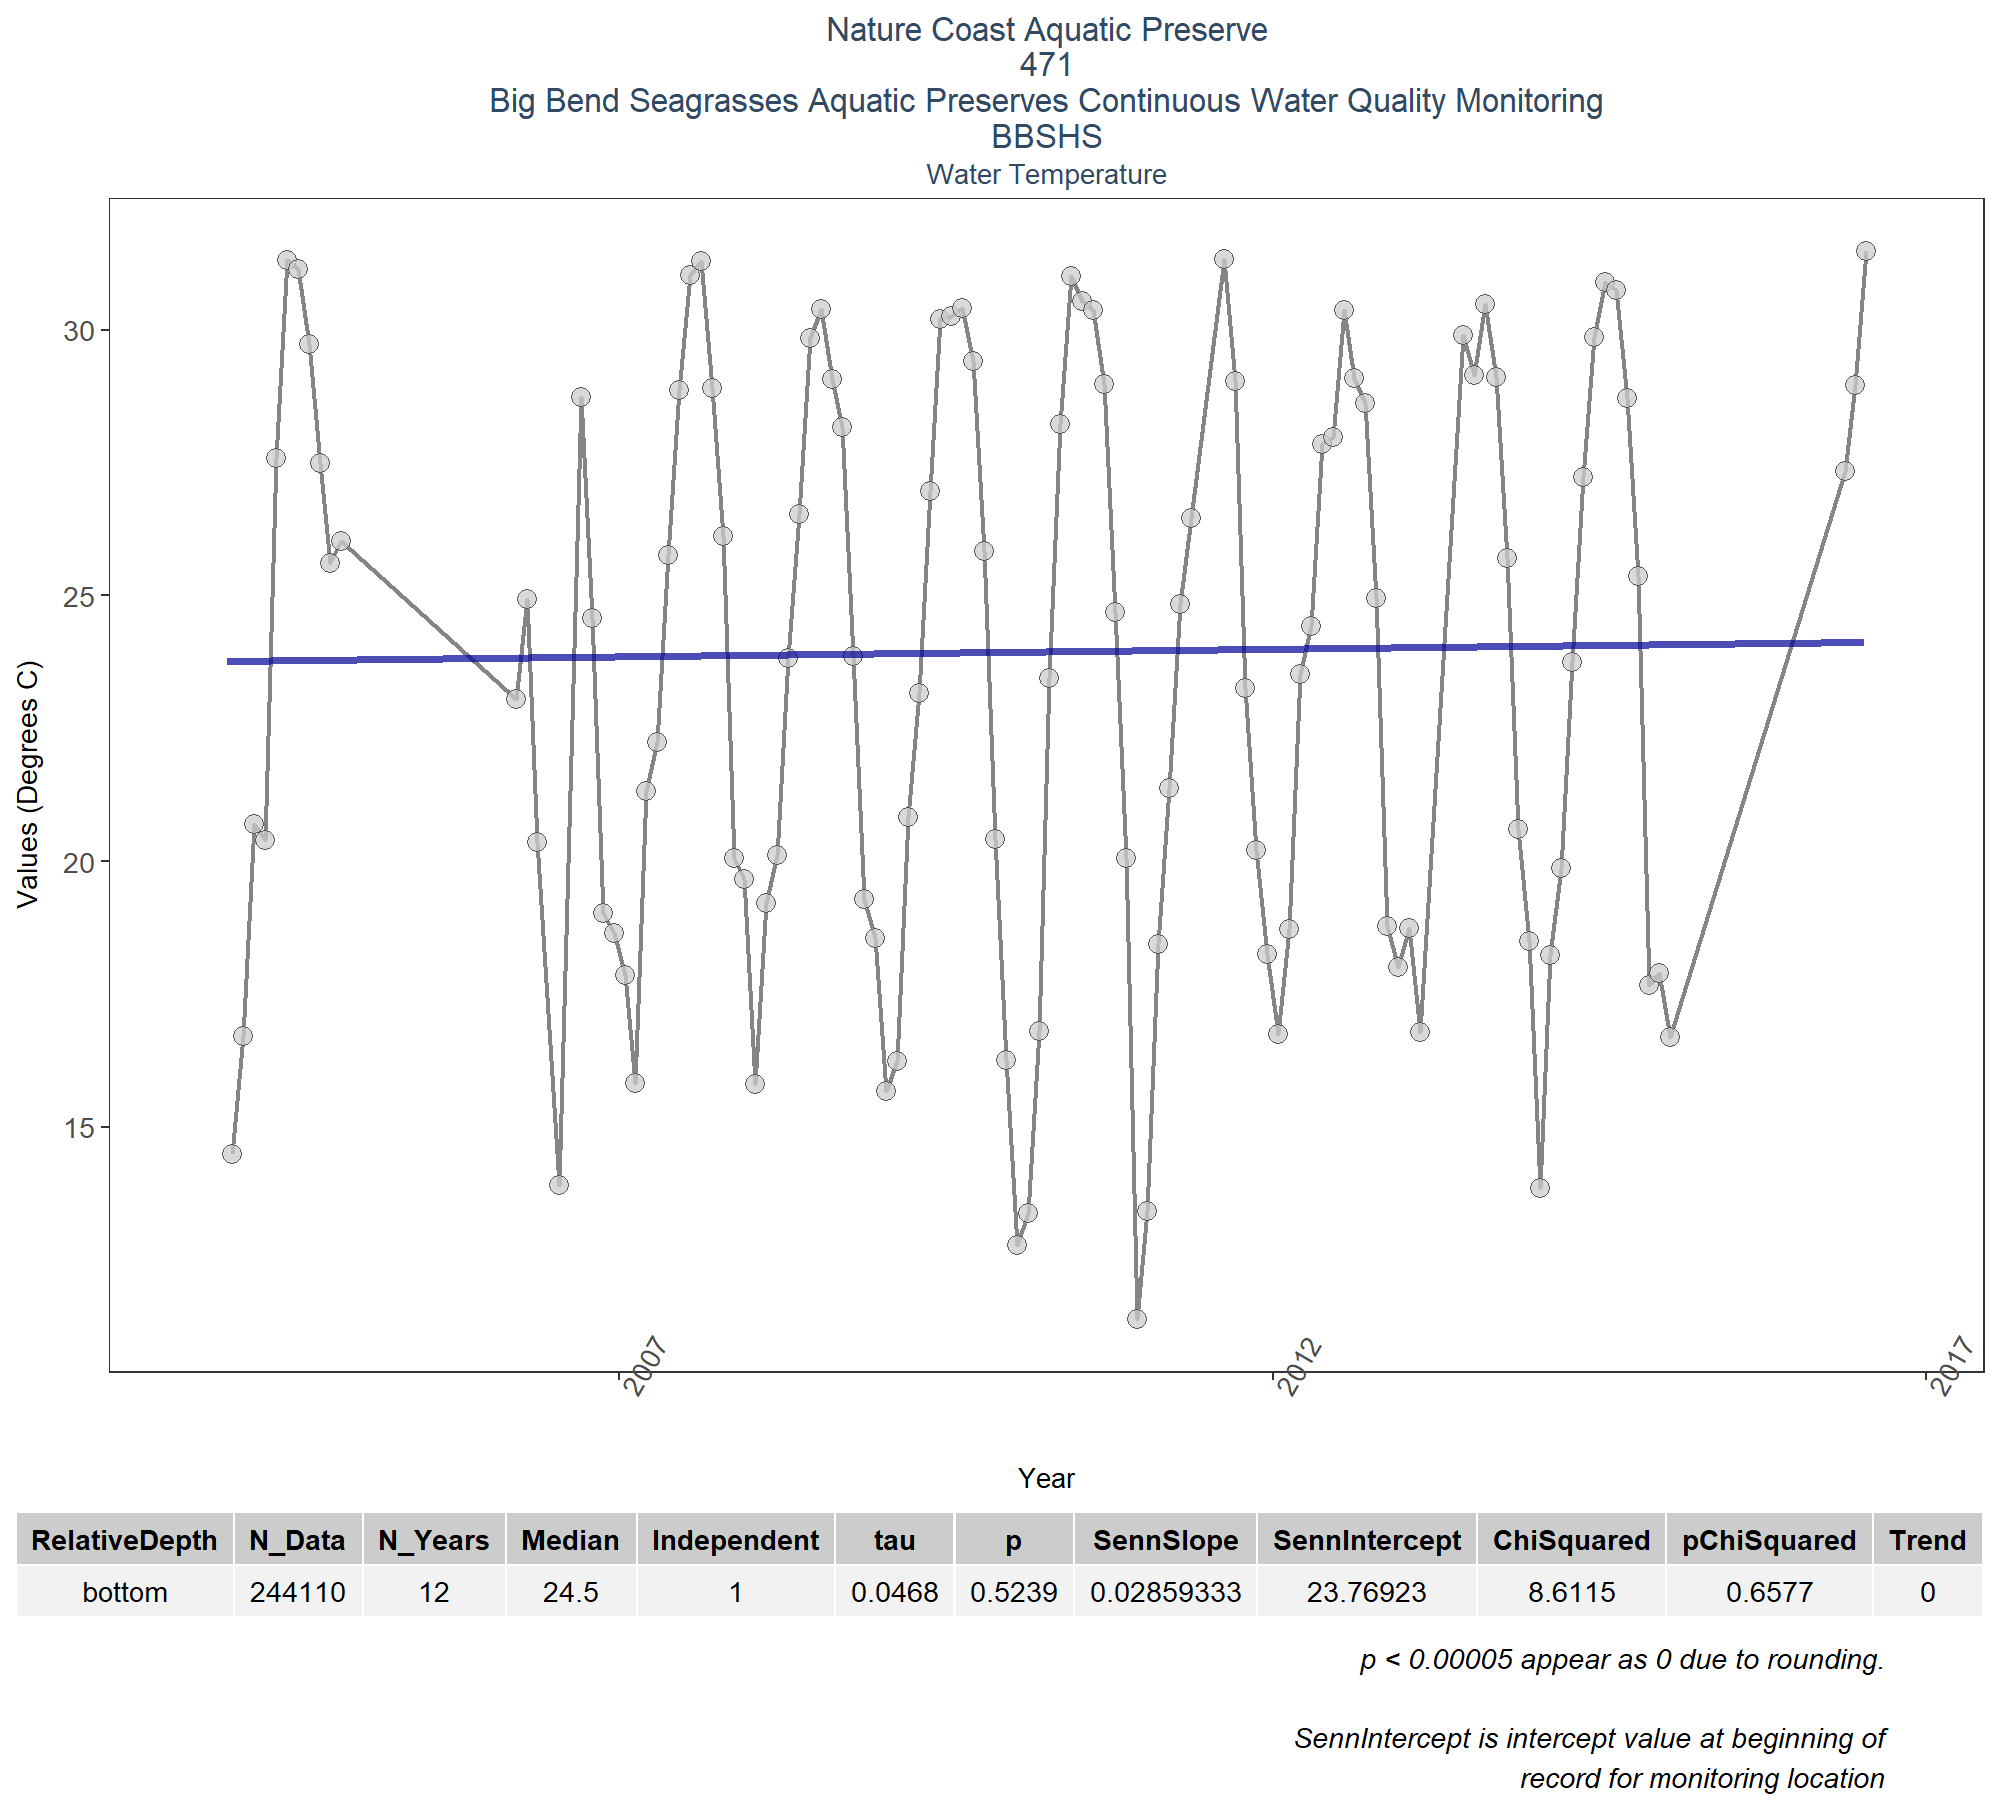 Nature Coast Aquatic Preserve
471
Big Bend Seagrasses Aquatic Preserves Continuous Water Quality Monitoring
BBSHS
Water Temperature
Values (Degrees C)
30
25
20
15
2007
2012
2017
Year
RelativeDepth N_Data N_Years Median Independent tau p SennSlope SennIntercept ChiSquared pChiSquared Trend
bottom 244110 12 24.5 1 0.0468 0.5239 0.02859333 23.76923 8.6115 0.6577 0
p < 0.00005 appear as 0 due to rounding.
SennIntercept is intercept value at beginning of
record for monitoring location